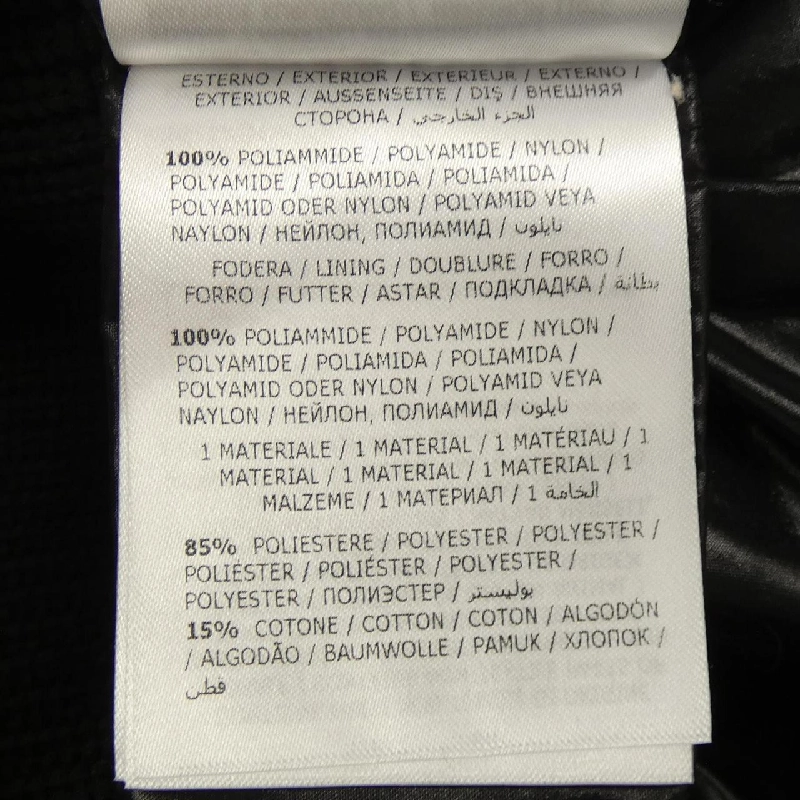 ESTERNO / EXTERIOR / EXTERIEUR / EXTERNO /
EXTERIOR / AUSSENSEITE / DIŞ / ВНЕШНЯЯ
СТОРОНА / الجزء الخارجي
100% POLIAMMIDE / POLYAMIDE / NYLON /
POLYAMIDE / POLIAMIDA / POLIAMIDA /
POLYAMID ODER NYLON / POLYAMID VEYA
NAYLON / НЕЙЛОН, ПОЛИАМИД / نايلون
FODERA / LINING / DOUBLURE / FORRO /
FORRO / FUTTER / ASTAR / ПОДКЛАДКА / بطانة
100% POLIAMMIDE / POLYAMIDE / NYLON /
POLYAMIDE / POLIAMIDA / POLIAMIDA /
POLYAMID ODER NYLON / POLYAMID VEYA
NAYLON / НЕЙЛОН, ПОЛИАМИД / نايلون
1 MATERIALE / 1 MATERIAL / 1 MATÉRIAU / 1
MATERIAL / 1 MATERIAL / 1 MATERIAL / 1
MALZEME / 1 МАТЕРИАЛ / 1 الخامة
85% POLIESTERE / POLYESTER / POLYESTER /
POLIÉSTER / POLIÉSTER / POLYESTER /
POLYESTER / ПОЛИЭСТЕР / بوليستر
15% COTONE / COTTON / COTON / ALGODÓN
/ ALGODÃO / BAUMWOLLE / PAMUK / ХЛОПОК /
قطن